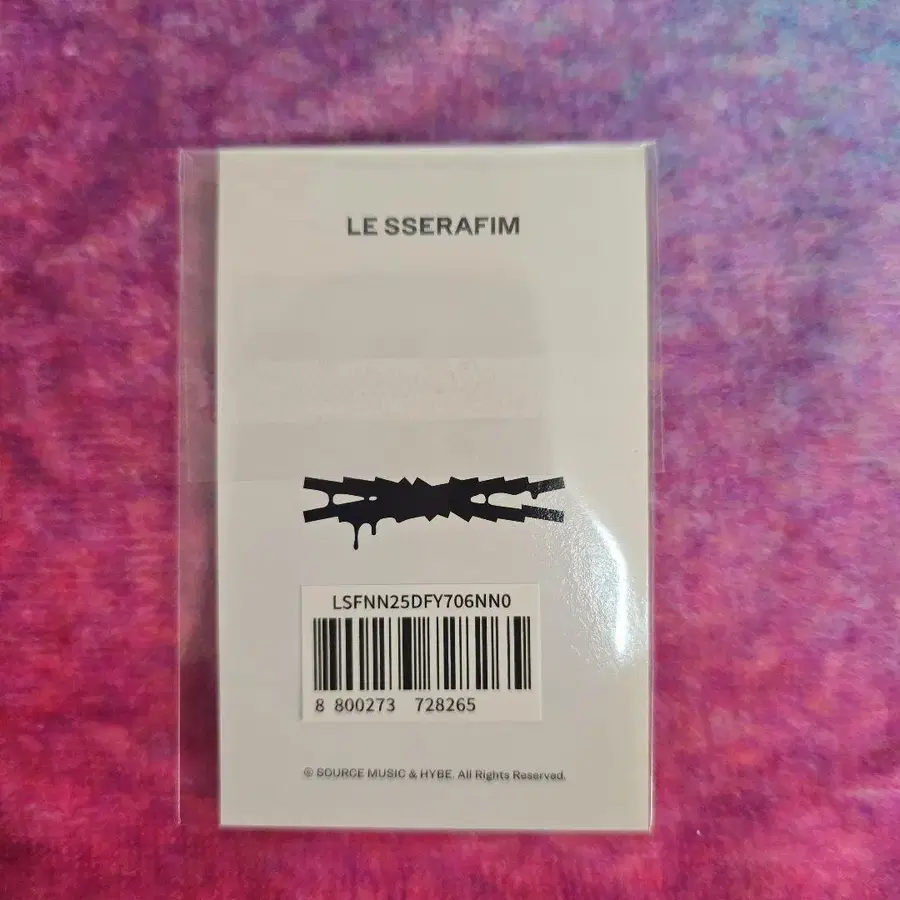 LE SSERAFIM
LSFNN25DFY706NN0
8 800273 728265
© SOURCE MUSIC & HYBE. All Rights Reserved.